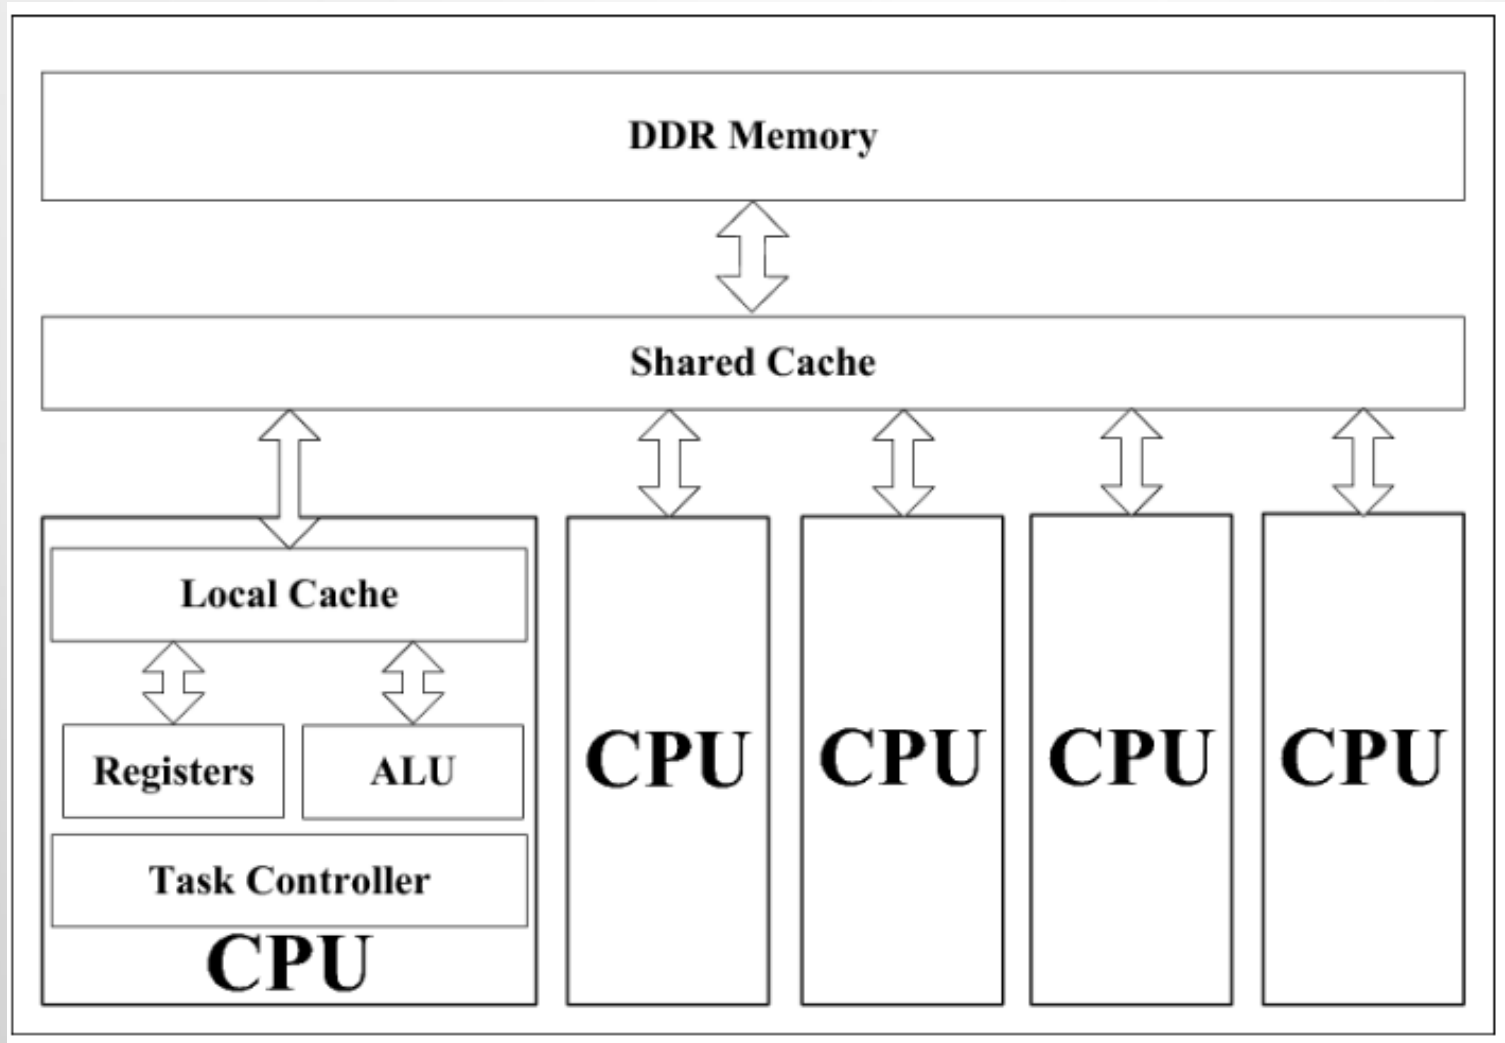 DDR Memory
Shared Cache
Local Cache
Registers
ALU
Task Controller
CPU
CPU
CPU
CPU
CPU